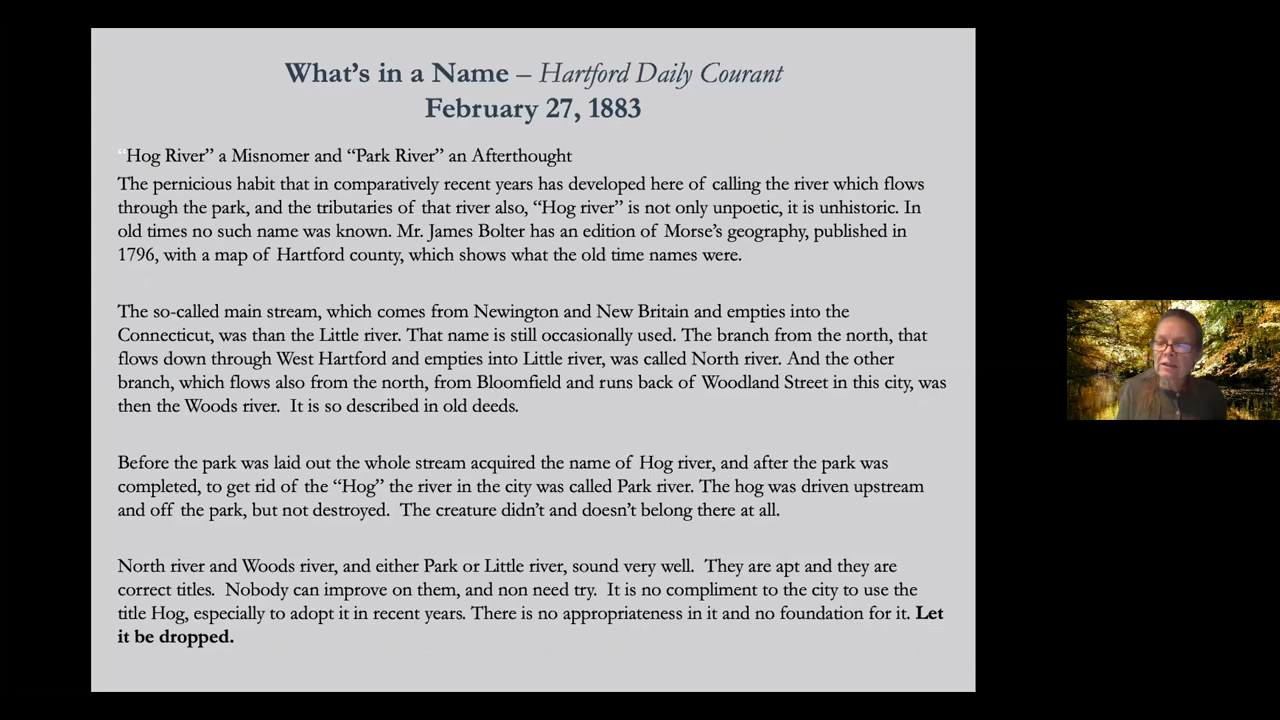 What’s in a Name – Hartford Daily Courant
February 27, 1883
“Hog River” a Misnomer and “Park River” an Afterthought
The pernicious habit that in comparatively recent years has developed here of calling the river which flows
through the park, and the tributaries of that river also, “Hog river” is not only unpoetic, it is unhistoric. In
old times no such name was known. Mr. James Bolter has an edition of Morse’s geography, published in
1796, with a map of Hartford county, which shows what the old time names were.
The so-called main stream, which comes from Newington and New Britain and empties into the
Connecticut, was than the Little river. That name is still occasionally used. The branch from the north, that
flows down through West Hartford and empties into Little river, was called North river. And the other
branch, which flows also from the north, from Bloomfield and runs back of Woodland Street in this city, was
then the Woods river. It is so described in old deeds.
Before the park was laid out the whole stream acquired the name of Hog river, and after the park was
completed, to get rid of the “Hog” the river in the city was called Park river. The hog was driven upstream
and off the park, but not destroyed. The creature didn’t and doesn’t belong there at all.
North river and Woods river, and either Park or Little river, sound very well. They are apt and they are
correct titles. Nobody can improve on them, and non need try. It is no compliment to the city to use the
title Hog, especially to adopt it in recent years. There is no appropriateness in it and no foundation for it. Let
it be dropped.